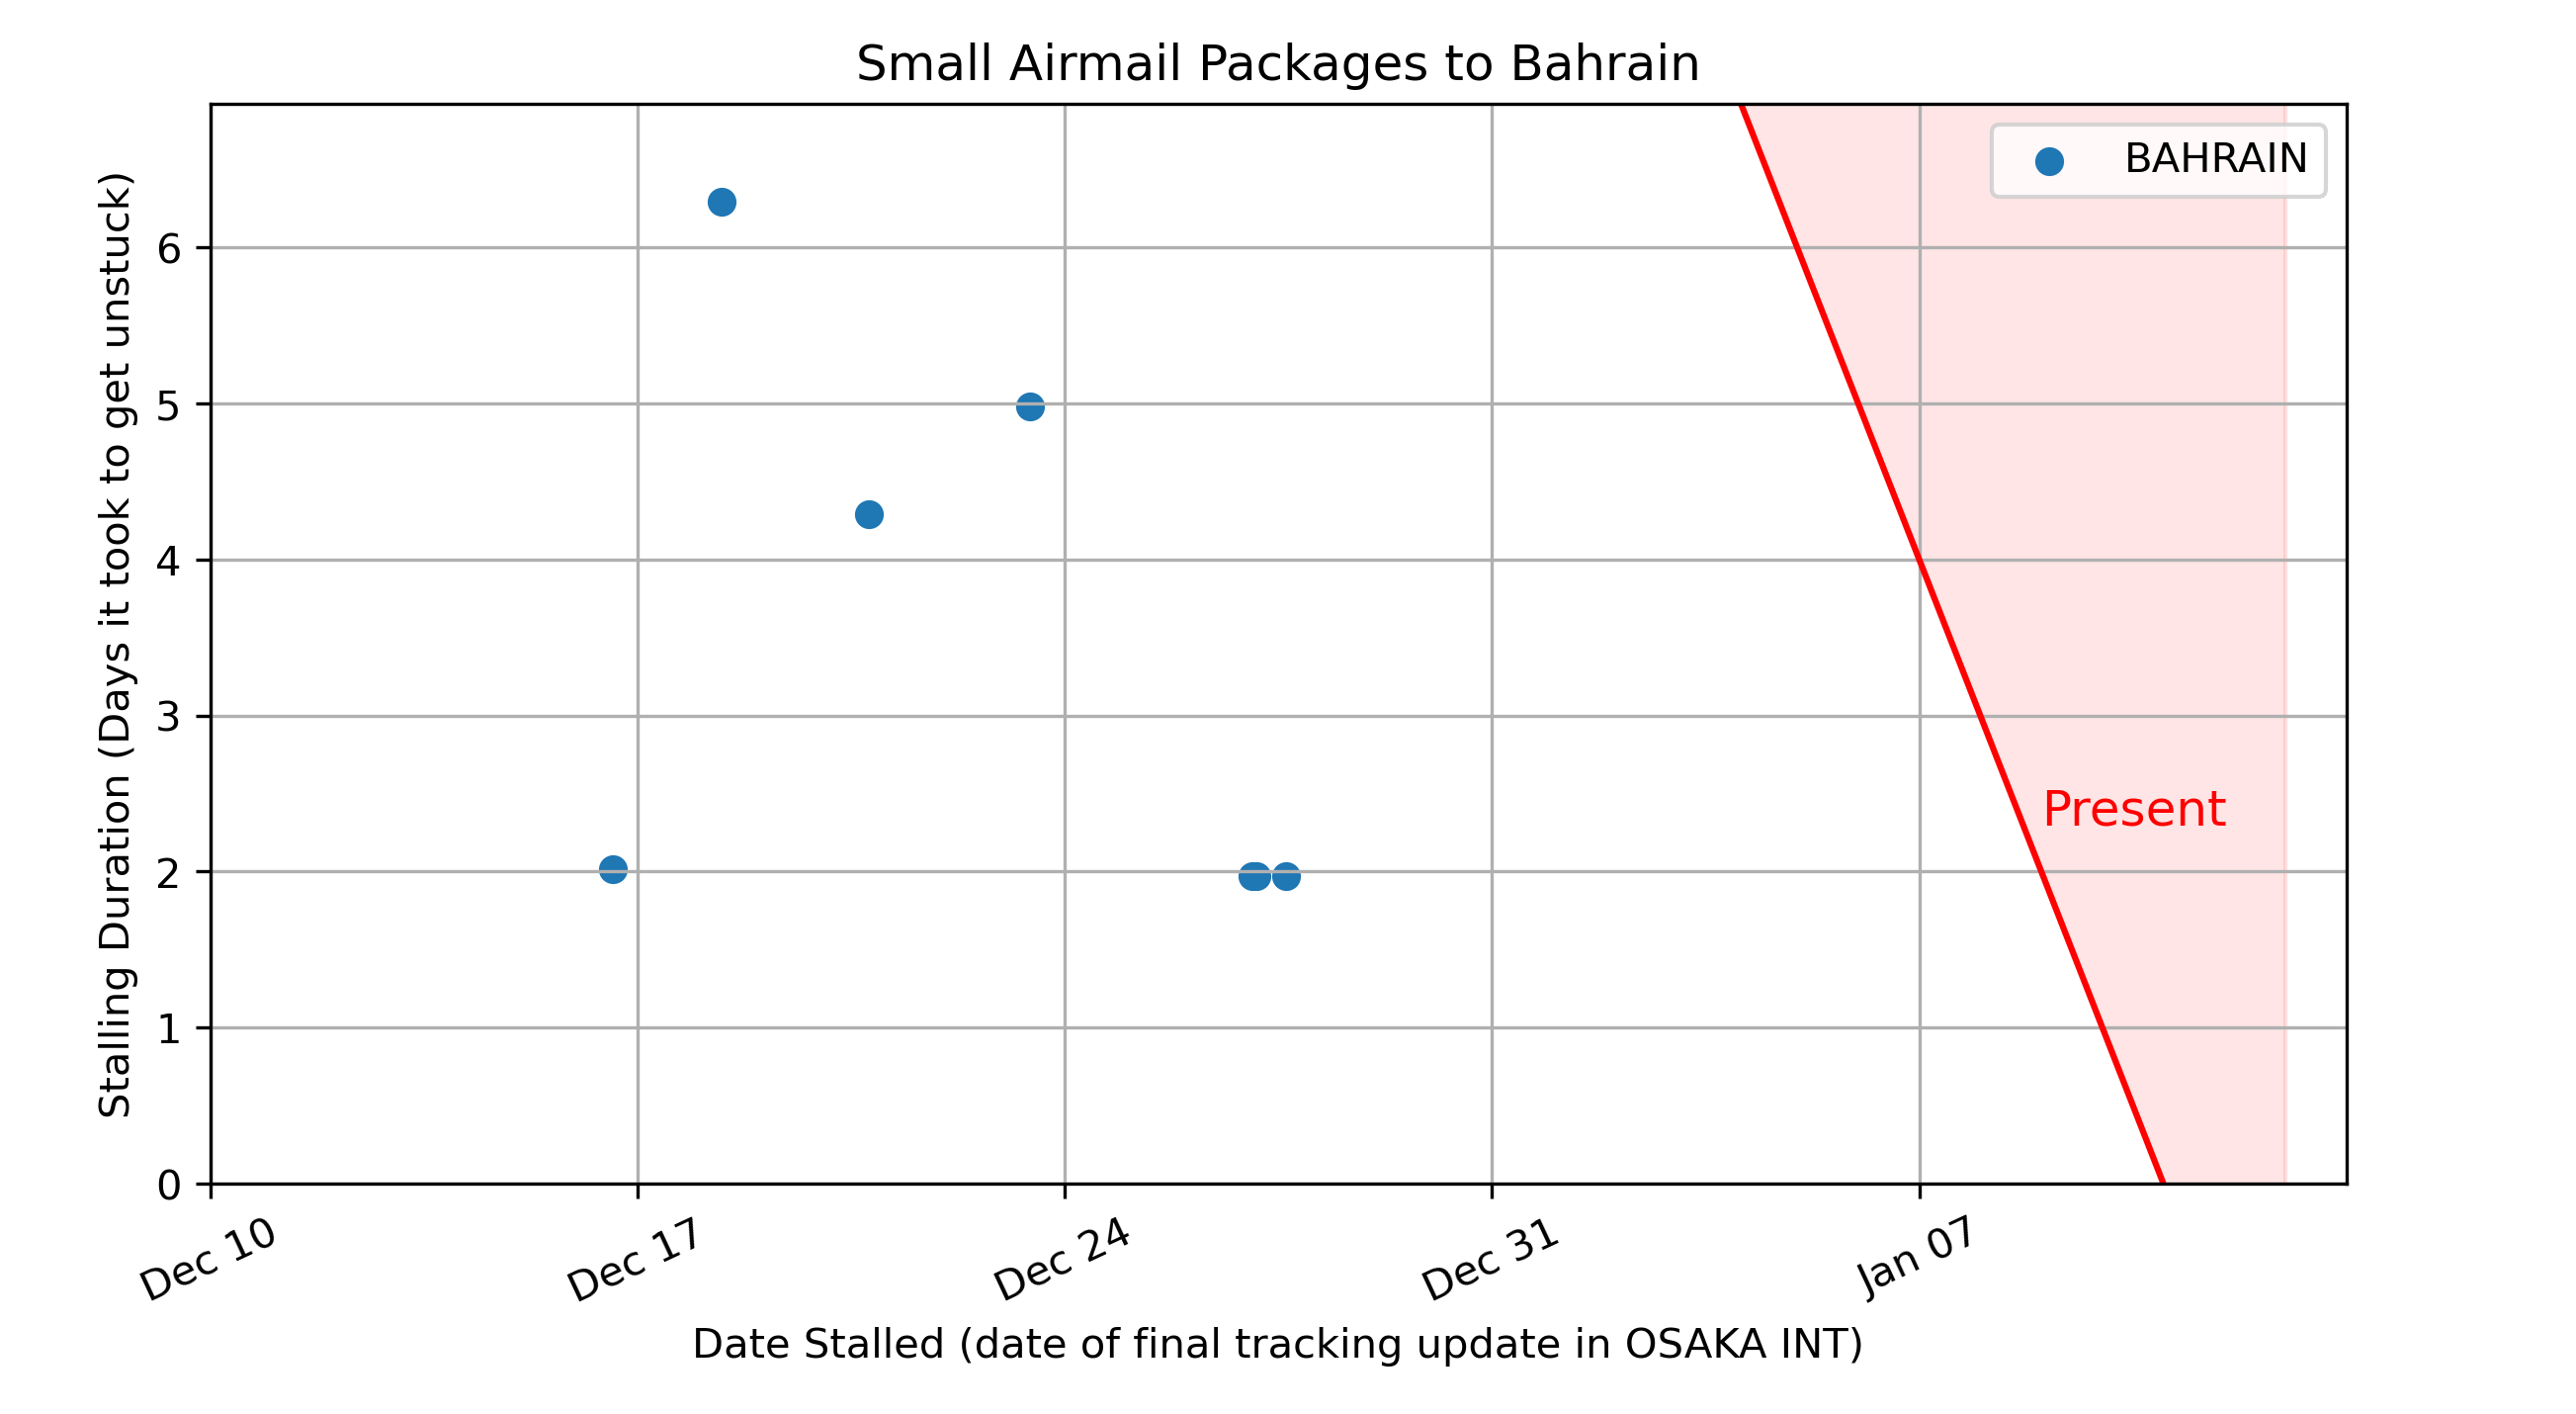 Small Airmail Packages to Bahrain
BAHRAIN
Stalling Duration (Days it took to get unstuck)
6
5
4
3
2
1
0
Present
Dec 10
Dec 17
Dec 24
Dec 31
Jan 07
Date Stalled (date of final tracking update in OSAKA INT)